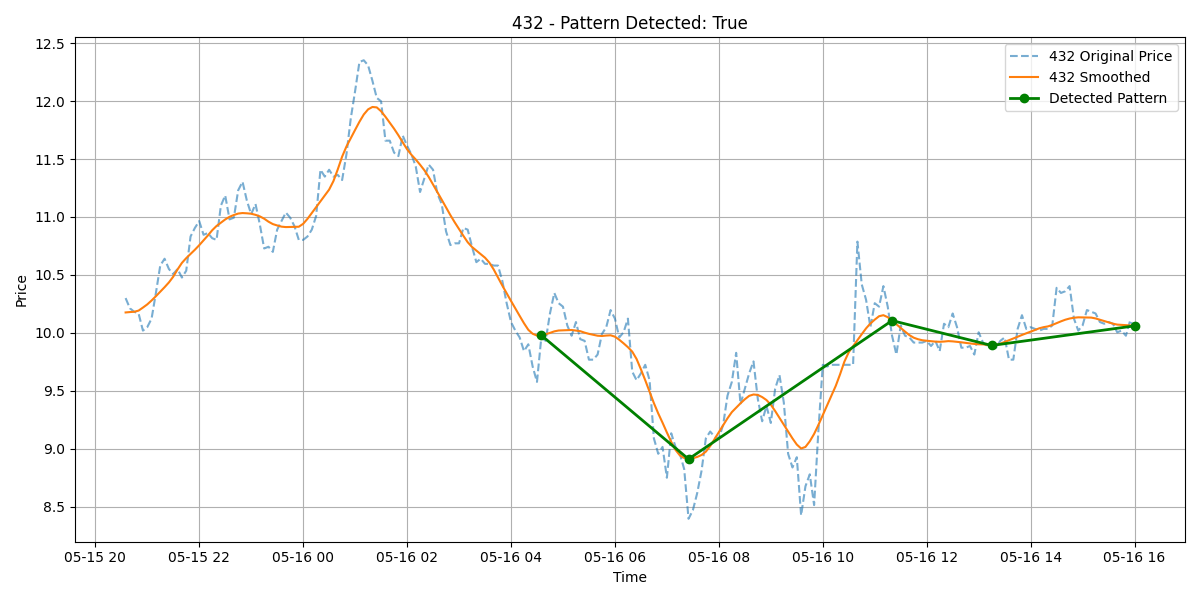 432 - Pattern Detected: True
432 Original Price
432 Smoothed
Detected Pattern
Price
12.5
12.0
11.5
11.0
10.5
10.0
9.5
9.0
8.5
05-15 20 05-15 22 05-16 00 05-16 02 05-16 04 05-16 06 05-16 08 05-16 10 05-16 12 05-16 14 05-16 16
Time